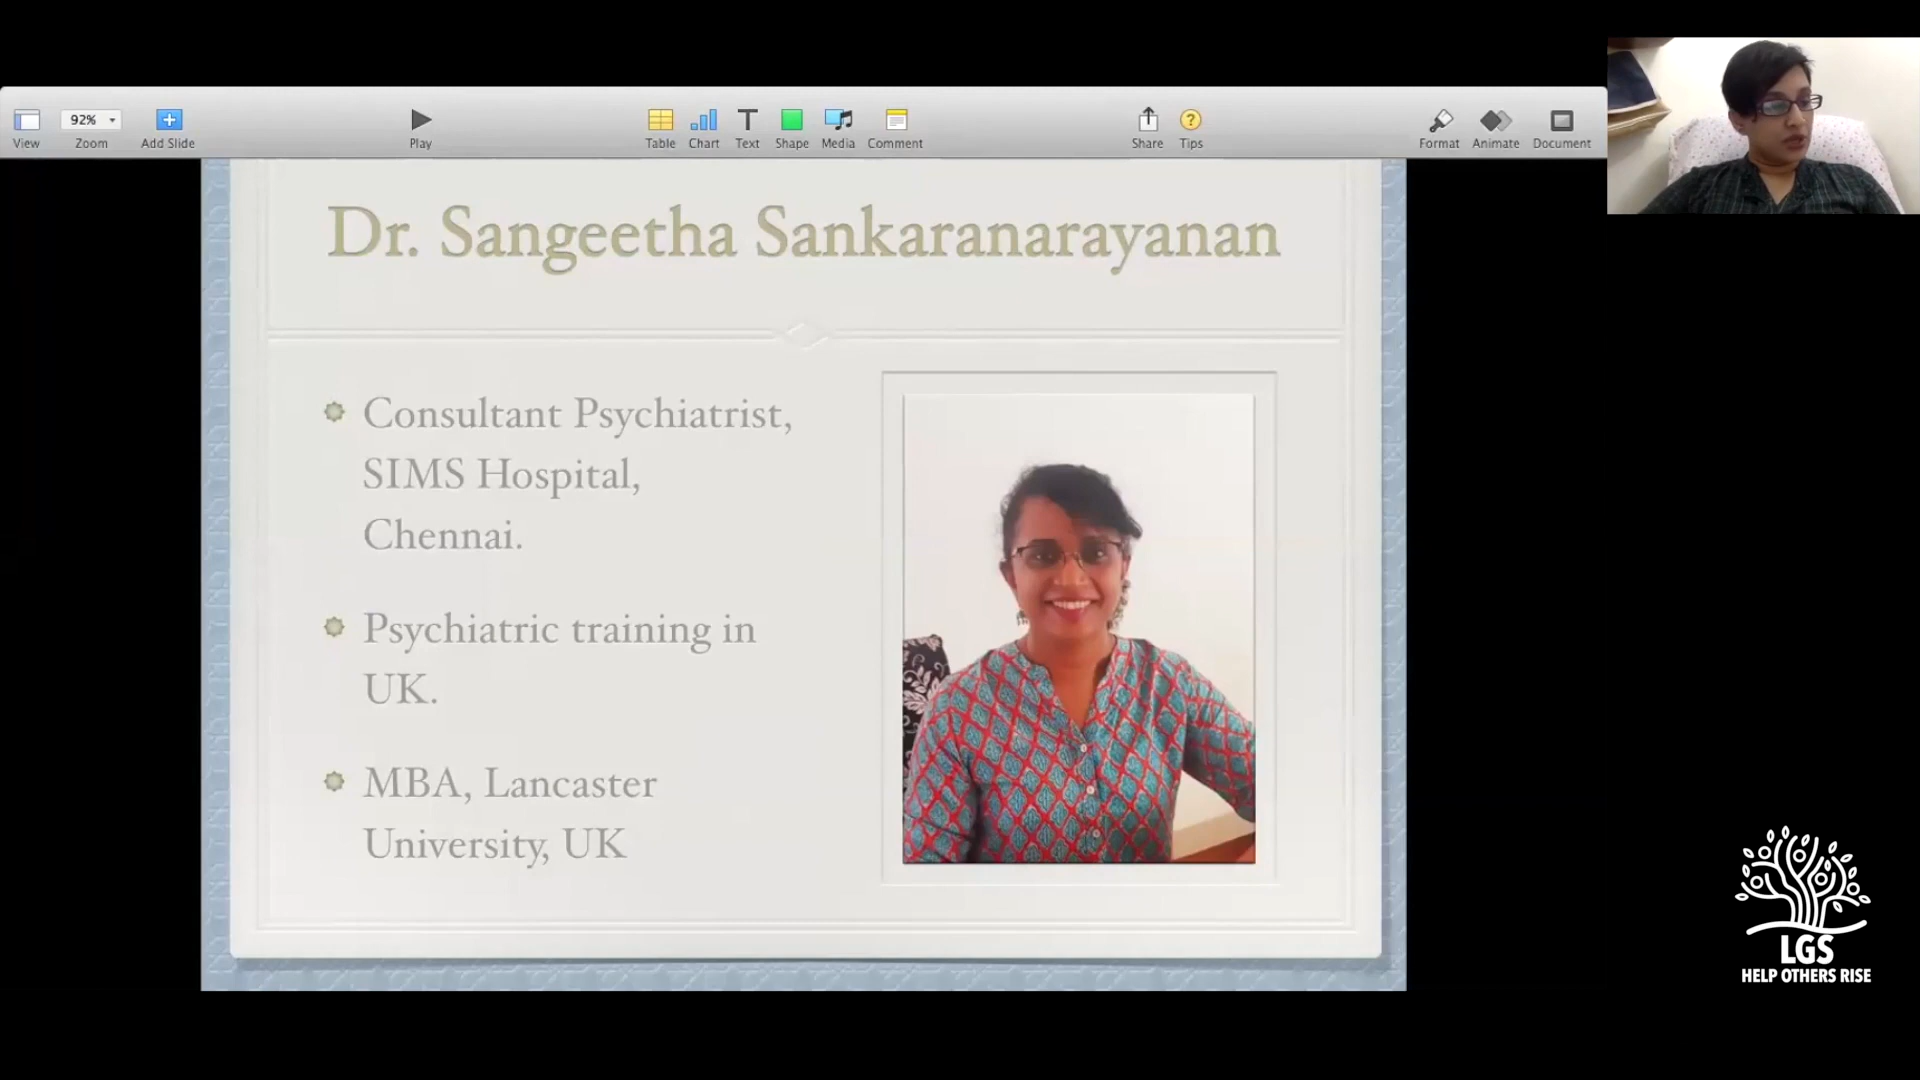 92%
View
Zoom
Add Slide
Play
Table
Chart
Text
Shape
Media
Comment
Share
Tips
Format
Animate
Document
Dr. Sangeetha Sankaranarayanan
Consultant Psychiatrist,
SIMS Hospital,
Chennai.
Psychiatric training in
UK.
MBA, Lancaster
University, UK
LGS
HELP OTHERS RISE